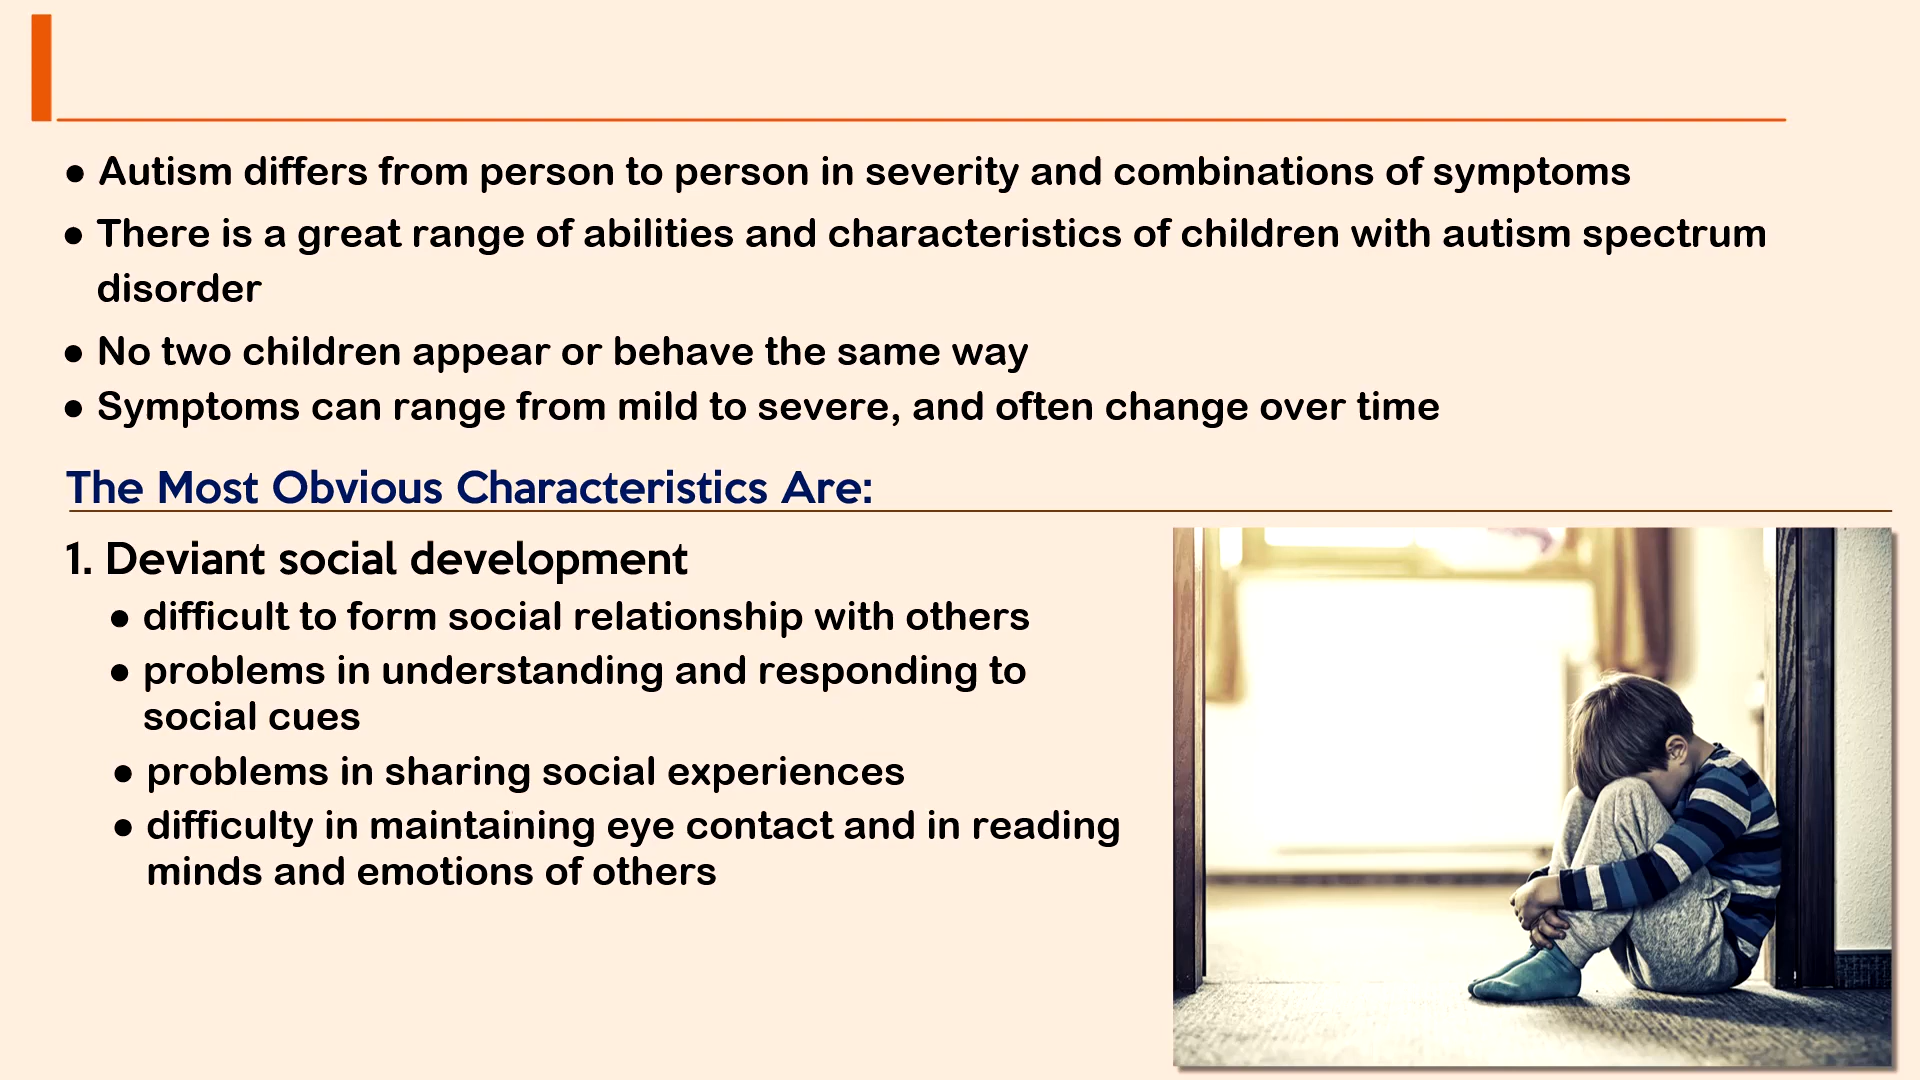 ● Autism differs from person to person in severity and combinations of symptoms
● There is a great range of abilities and characteristics of children with autism spectrum
disorder
● No two children appear or behave the same way
● Symptoms can range from mild to severe, and often change over time
The Most Obvious Characteristics Are:
1. Deviant social development
● difficult to form social relationship with others
● problems in understanding and responding to
social cues
● problems in sharing social experiences
● difficulty in maintaining eye contact and in reading
minds and emotions of others